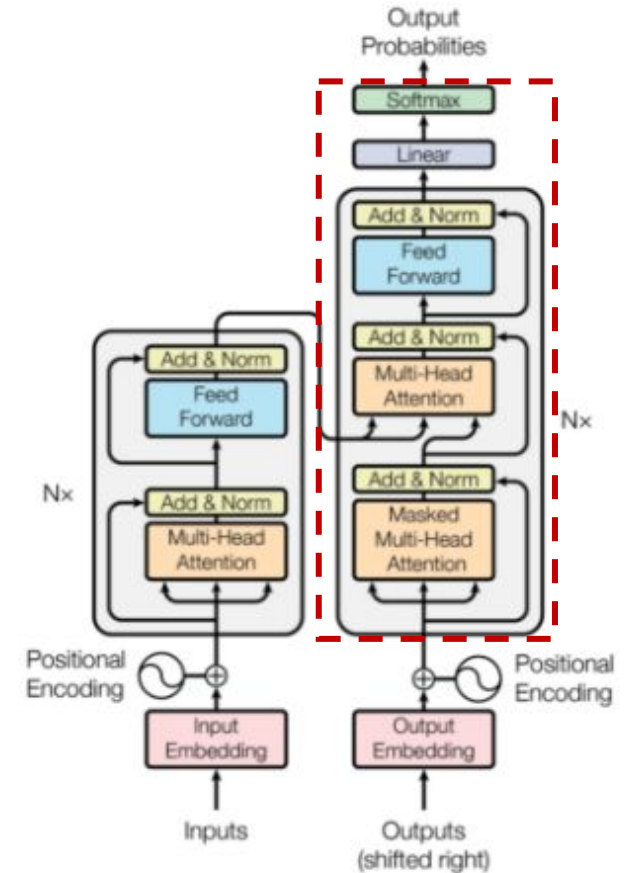 Output
Probabilities
Softmax
Linear
Add & Norm
Feed
Forward
Add & Norm
Multi-Head
Attention
Add & Norm
Masked
Multi-Head
Attention
N×
Add & Norm
Feed
Forward
Add & Norm
Multi-Head
Attention
N×
Positional
Encoding
Positional
Encoding
Input
Embedding
Output
Embedding
Inputs
Outputs
(shifted right)